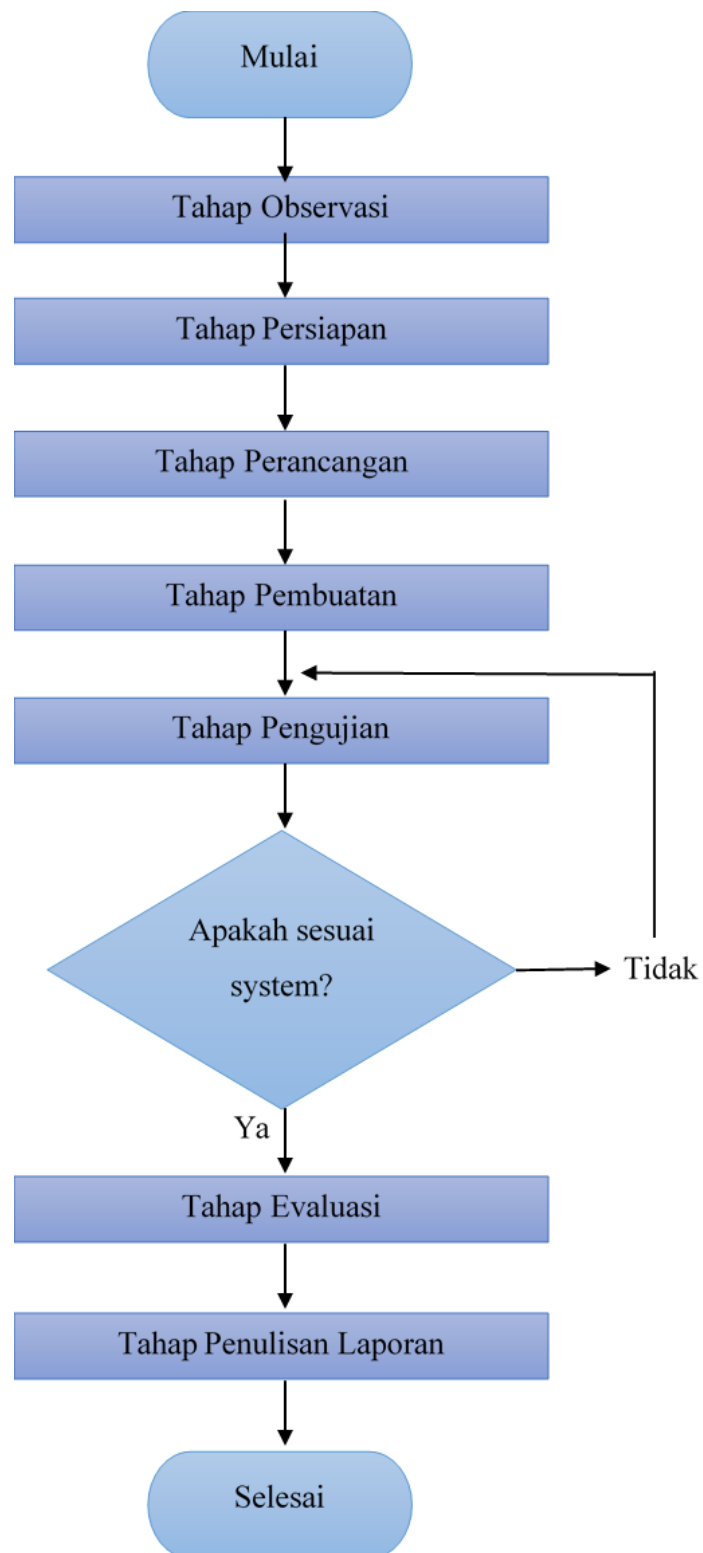 Mulai
Tahap Observasi
Tahap Persiapan
Tahap Perancangan
Tahap Pembuatan
Tahap Pengujian
Apakah sesuai
system?
Tidak
Ya
Tahap Evaluasi
Tahap Penulisan Laporan
Selesai